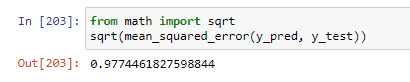 In [203]: from math import sqrt
sqrt(mean_squared_error(y_pred, y_test))
Out[203]: 0.9774461827598844